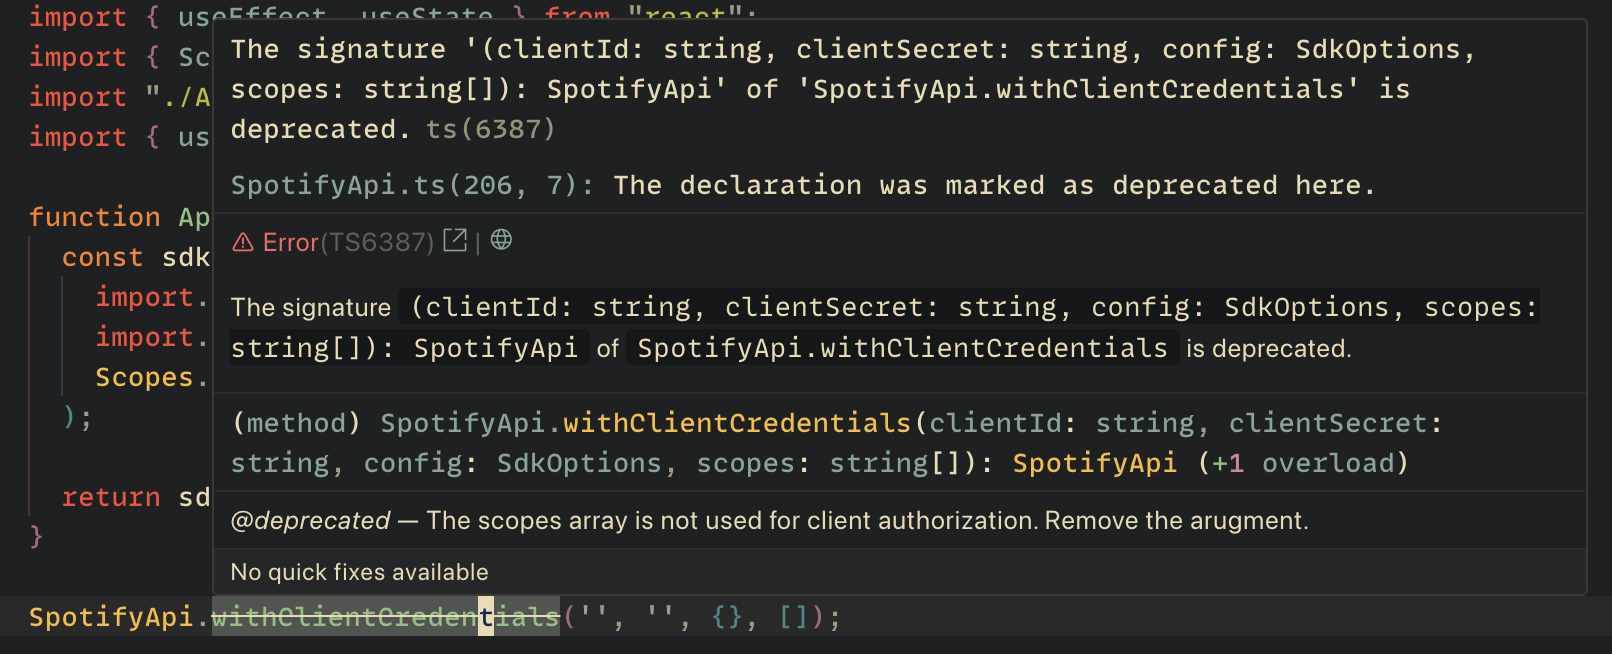 import { useEffect, useState } from "react";
import { Sc
import "./A
import { us
function Ap
const sdk
import.
import.
Scopes.
);
return sd
}
The signature '(clientId: string, clientSecret: string, config: SdkOptions,
scopes: string[]): SpotifyApi' of 'SpotifyApi.withClientCredentials' is
deprecated. ts(6387)
SpotifyApi.ts(206, 7): The declaration was marked as deprecated here.
Error(TS6387) |
The signature (clientId: string, clientSecret: string, config: SdkOptions, scopes:
string[]): SpotifyApi of SpotifyApi.withClientCredentials is deprecated.
(method) SpotifyApi.withClientCredentials(clientId: string, clientSecret:
string, config: SdkOptions, scopes: string[]): SpotifyApi (+1 overload)
@deprecated — The scopes array is not used for client authorization. Remove the arugment.
No quick fixes available
SpotifyApi.withClientCredentials('', '', {}, []);